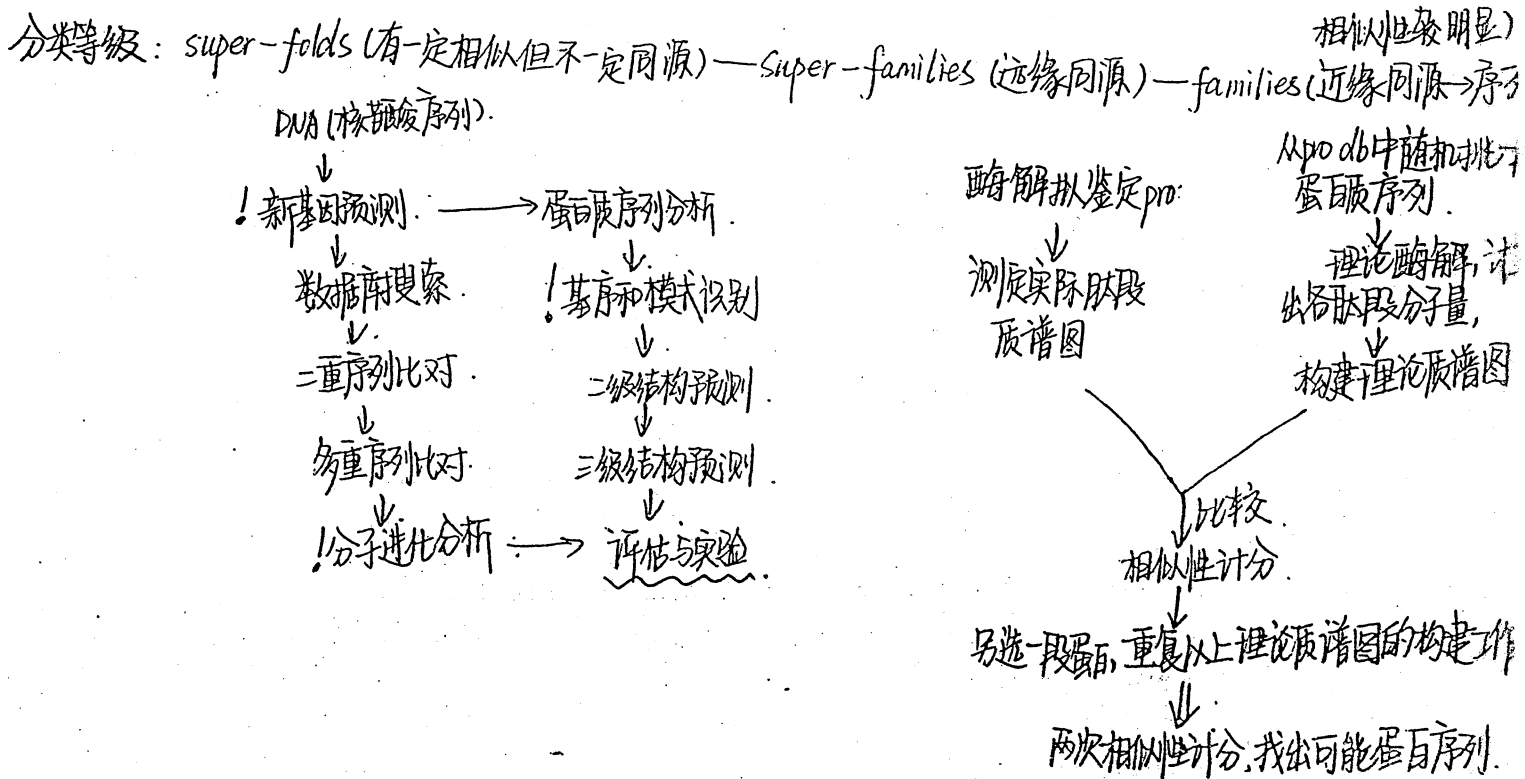 相似性较明显)
分类等级: super-folds (有一定相似但不一定同源) — super-families (远缘同源) — families (近缘同源→序列
DNA (核苷酸序列).
↓
! 新基因预测. → 蛋白质序列分析.
↓ ↓
数据库搜索. ! 基序和模式识别
↓ ↓
二重序列比对. 二级结构预测.
↓ ↓
多重序列比对. 三级结构预测.
↓ ↓
! 分子进化分析 → 评估与实验.
酶解拟鉴定pro:
↓
测定实际肽段
质谱图
从pro db中随机挑
蛋白质序列.
↓
理论酶解, 计
出各肽段分子量,
↓
构建理论质谱图
↓ 比较.
相似性计分.
↓
另选一段蛋白, 重复以上理论质谱图的构建工作
⇓
两次相似性计分, 找出可能蛋白序列.